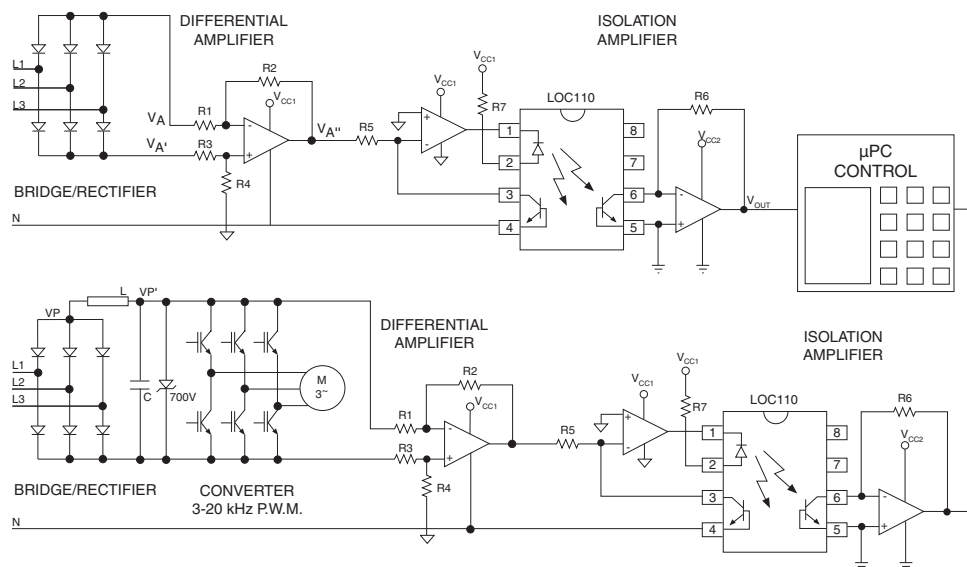 DIFFERENTIAL
AMPLIFIER
ISOLATION
AMPLIFIER
L1
L2
L3
VA
VA'
R1
R3
R2
VCC1
R4
VA"
R5
VCC1
VCC1
R7
LOC110
1
2
3
4
8
7
6
5
R6
VCC2
VOUT
µPC
CONTROL
BRIDGE/RECTIFIER
N
VP
L
VP'
L1
L2
L3
C
700V
M
3~
BRIDGE/RECTIFIER
CONVERTER
3-20 kHz P.W.M.
N
DIFFERENTIAL
AMPLIFIER
R1
R3
R2
VCC1
R4
R5
VCC1
VCC1
R7
ISOLATION
AMPLIFIER
LOC110
1
2
3
4
8
7
6
5
R6
VCC2
-
+
+
-
-
+
-
+
+
-
-
+